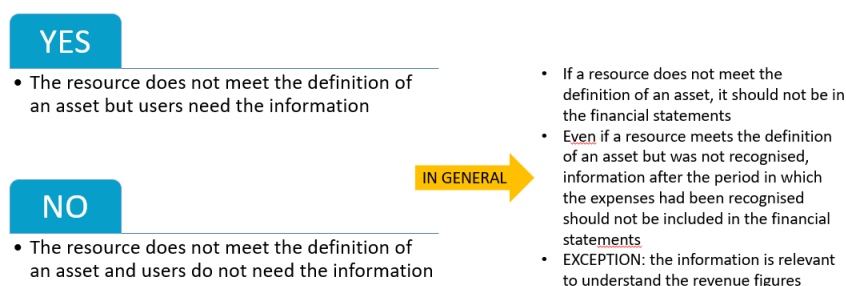 YES
• The resource does not meet the definition of
an asset but users need the information
NO
• The resource does not meet the definition of
an asset and users do not need the information
IN GENERAL
• If a resource does not meet the
definition of an asset, it should not be in
the financial statements
• Even if a resource meets the definition
of an asset but was not recognised,
information after the period in which
the expenses had been recognised
should not be included in the financial
statements
• EXCEPTION: the information is relevant
to understand the revenue figures